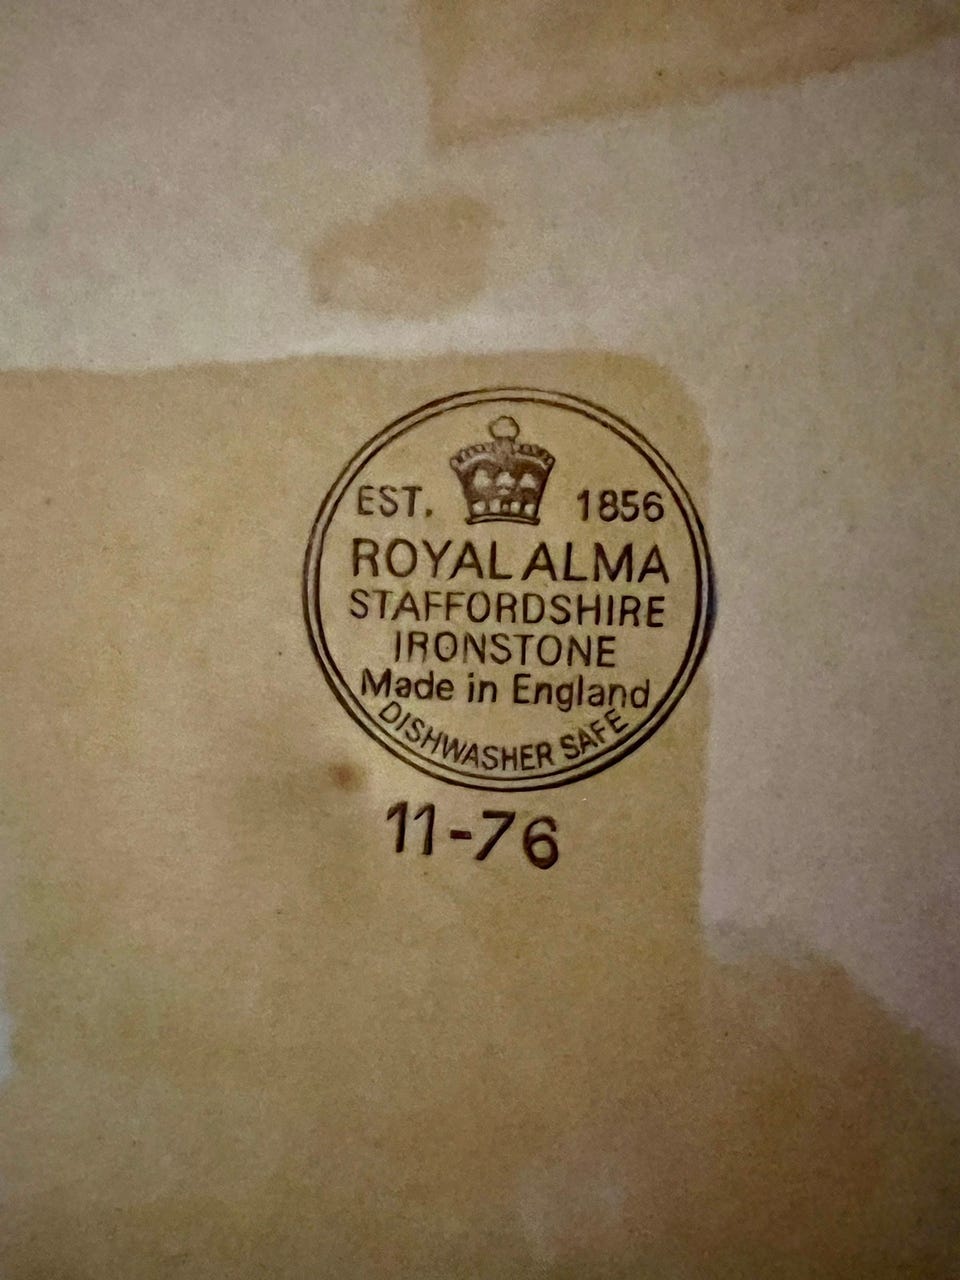 EST. 1856
ROYAL ALMA
STAFFORDSHIRE
IRONSTONE
Made in England
DISHWASHER SAFE
11-76